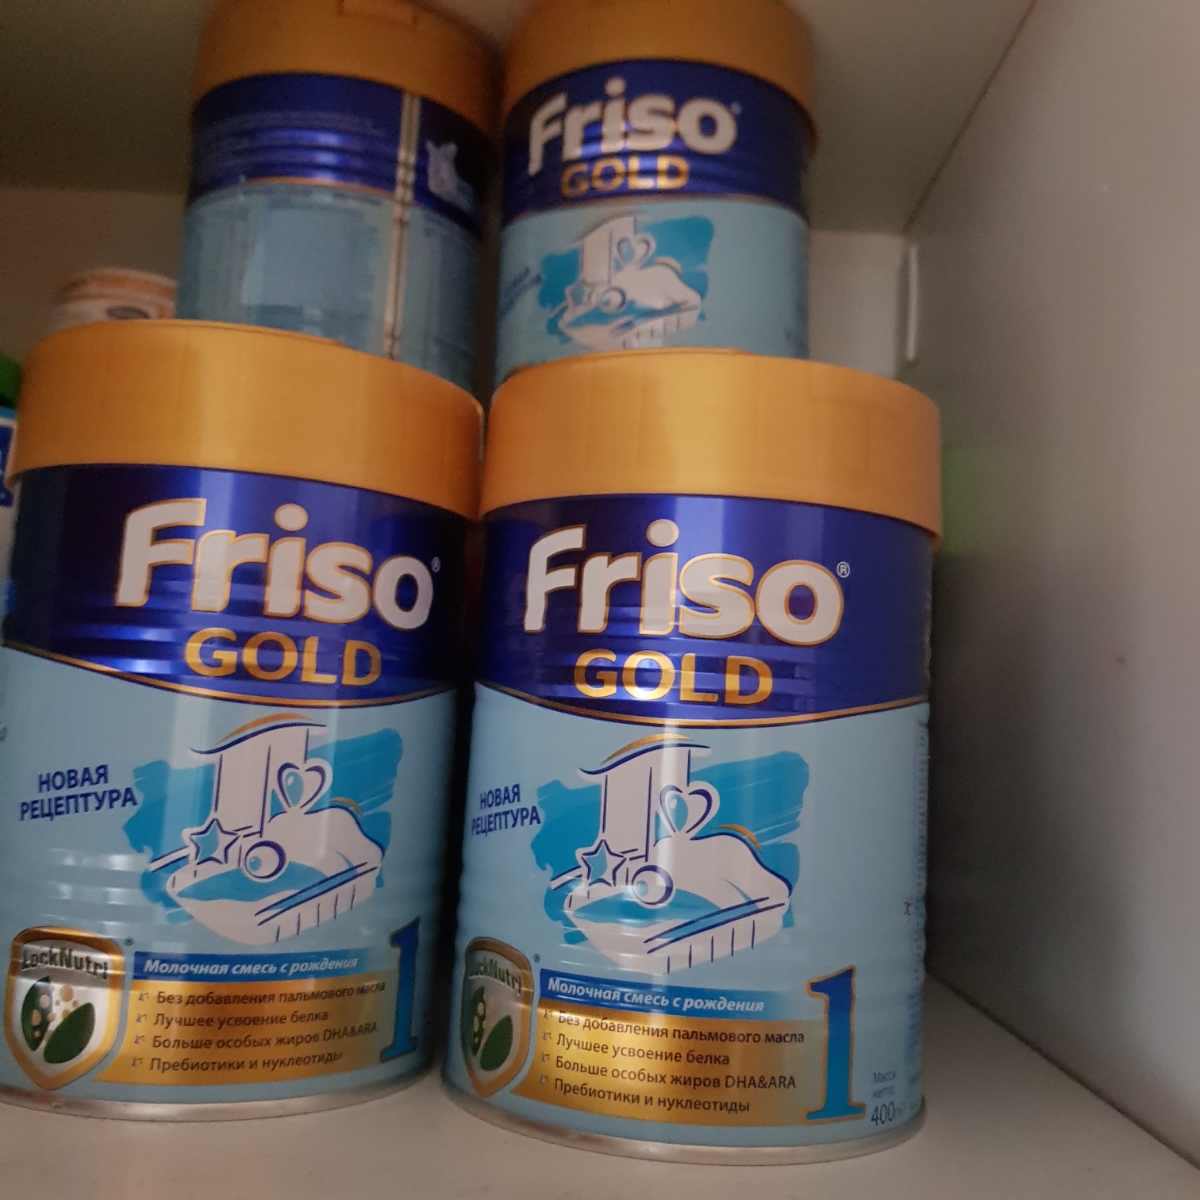 Friso
GOLD
Friso®
GOLD
НОВАЯ
РЕЦЕПТУРА
LockNutri
Молочная смесь с рождения
Без добавления пальмового масла
Лучшее усвоение белка
Больше особых жиров DHA&ARA
Пребиотики и нуклеотиды
1
Friso®
GOLD
НОВАЯ
РЕЦЕПТУРА
LockNutri
Молочная смесь с рождения
Без добавления пальмового масла
Лучшее усвоение белка
Больше особых жиров DHA&ARA
Пребиотики и нуклеотиды
1
Масса
нетто:
400